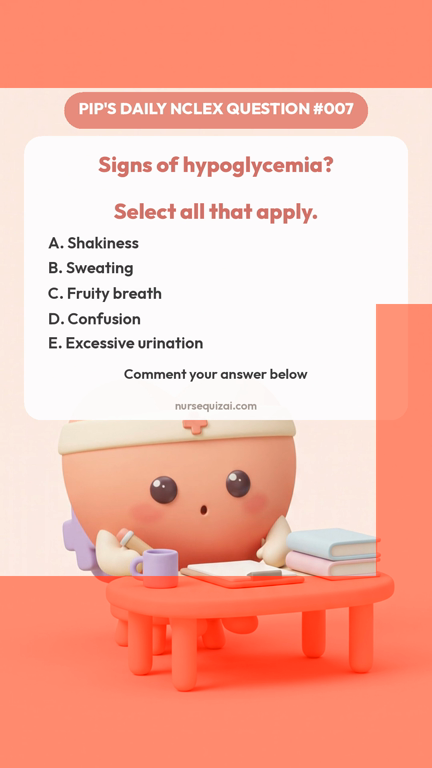 PIP'S DAILY NCLEX QUESTION #007
Signs of hypoglycemia?
Select all that apply.
A. Shakiness
B. Sweating
C. Fruity breath
D. Confusion
E. Excessive urination
Comment your answer below
nursequizai.com